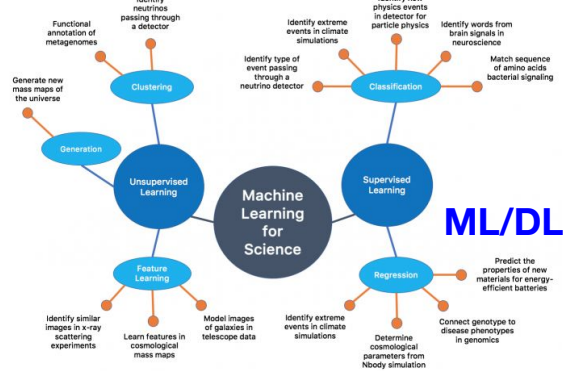 Identify
neutrinos
passing through
a detector
Functional
annotation of
metagenomes
Generate new
mass maps of
the universe
Clustering
Generation
Unsupervised
Learning
Feature
Learning
Identify similar
images in x-ray
scattering
experiments
Learn features in
cosmological
mass maps
Model images
of galaxies in
telescope data
Machine
Learning
for
Science
physics events
in detector for
particle physics
Identify extreme
events in climate
simulations
Identify words from
brain signals in
neuroscience
Identify type of
event passing
through a
neutrino detector
Match sequence
of amino acids
bacterial signaling
Classification
Supervised
Learning
ML/DL
Regression
Predict the
properties of new
materials for energy-
efficient batteries
Identify extreme
events in climate
simulations
Determine
cosmological
parameters from
Nbody simulation
Connect genotype to
disease phenotypes
in genomics